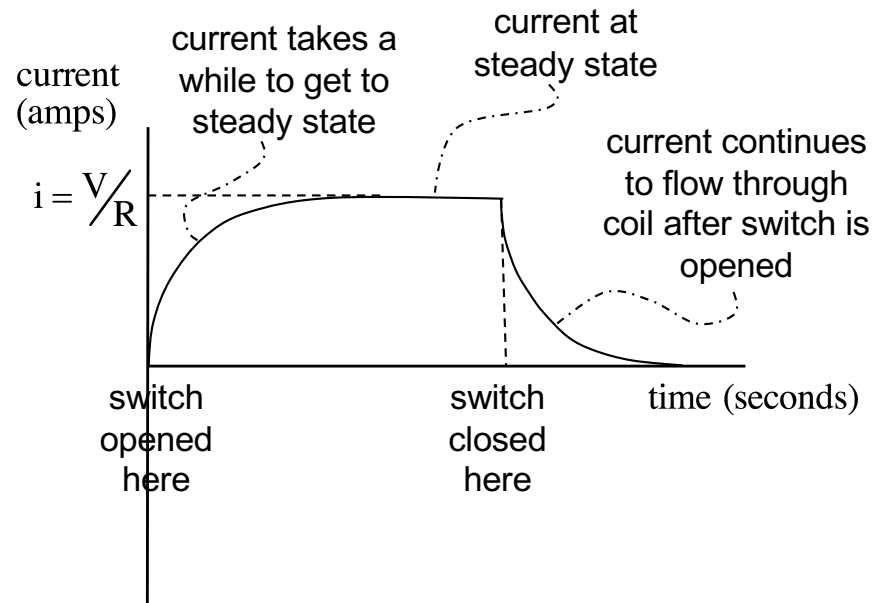 current takes a
while to get to
steady state
current at
steady state
current
(amps)
current continues
to flow through
coil after switch is
opened
i = V/R
switch
opened
here
switch
closed
here
time (seconds)